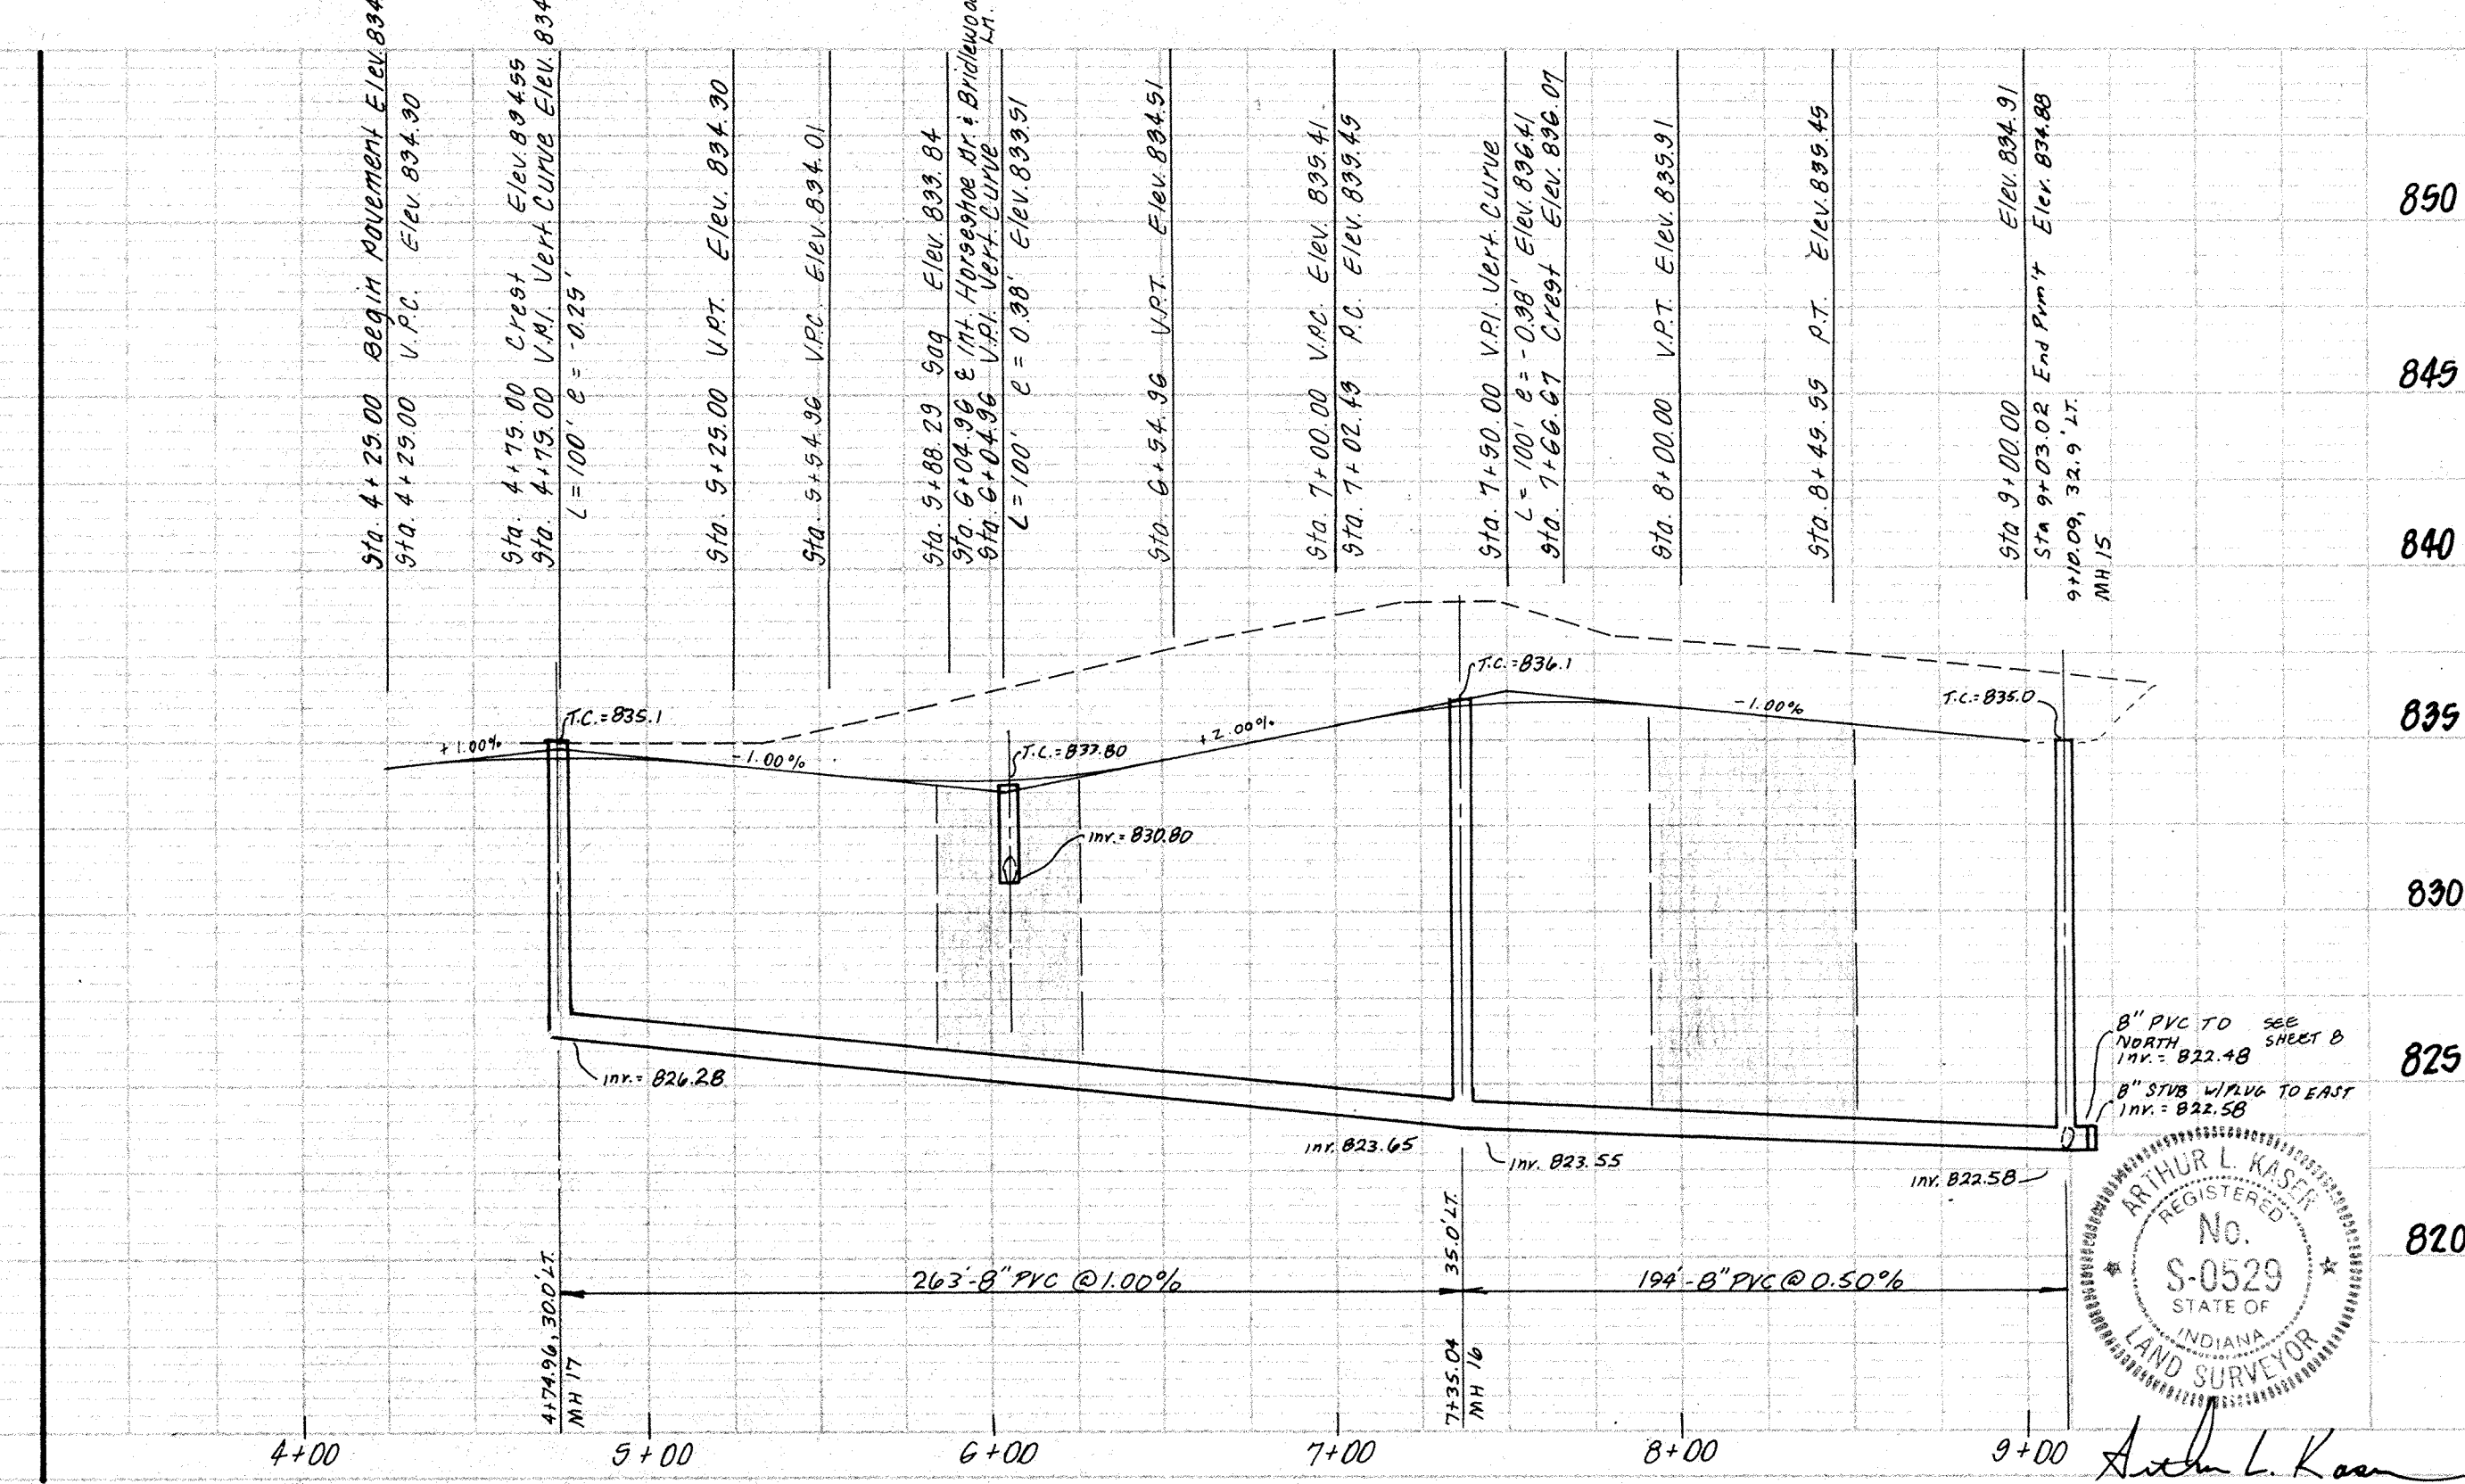 Sta. 4+25.00 Begin Pavement Elev. 834.
Sta. 4+25.00 V.P.C. Elev. 834.30
Sta. 4+75.00 Crest Elev. 834.55
Sta. 4+75.00 V.P.I. Vert. Curve Elev. 834
L=100' e = -0.25'
Sta. 5+25.00 V.P.T. Elev. 834.30
Sta. 5+54.96 V.P.C. Elev. 834.01
Sta. 5+88.29 Sag Elev. 833.84
Sta. 6+04.96 ℄ Int. Horseshoe Dr. & Bridlewood Ln.
Sta. 6+04.96 V.P.I. Vert. Curve
L=100' e = 0.38' Elev. 833.51
Sta. 6+54.96 V.P.T. Elev. 834.51
Sta. 7+00.00 V.P.C. Elev. 835.41
Sta. 7+02.43 P.C. Elev. 835.45
Sta. 7+50.00 V.P.I. Vert. Curve
L= 100' e = -0.38' Elev. 836.41
Sta. 7+66.67 Crest Elev. 836.07
Sta. 8+00.00 V.P.T. Elev. 835.91
Sta. 8+45.55 P.T. Elev. 835.45
Sta 9+00.00 Elev. 834.91
Sta 9+03.02 End Pvm't Elev. 834.88
9+10.09, 32.9' LT.
MH 15
850
845
840
835
830
825
820
+1.00%
T.C.=835.1
-1.00%
T.C.=833.80
+2.00%
T.C.=836.1
-1.00%
T.C.=835.0
Inv.= 830.80
Inv.= 826.28
Inv. 823.65
Inv. 823.55
Inv. 822.58
8" PVC TO SEE
NORTH SHEET 8
Inv.= 822.48
8" STUB W/PLUG TO EAST
Inv.= 822.58
263'-8" PVC @ 1.00%
194'-8" PVC @ 0.50%
4+74.96, 30.0' LT.
MH 17
7+35.04 35.0' LT.
MH 16
ARTHUR L. KASER
REGISTERED
No.
S-0529
STATE OF
INDIANA
LAND SURVEYOR
4+00
5+00
6+00
7+00
8+00
9+00
Arthur L. Kaser